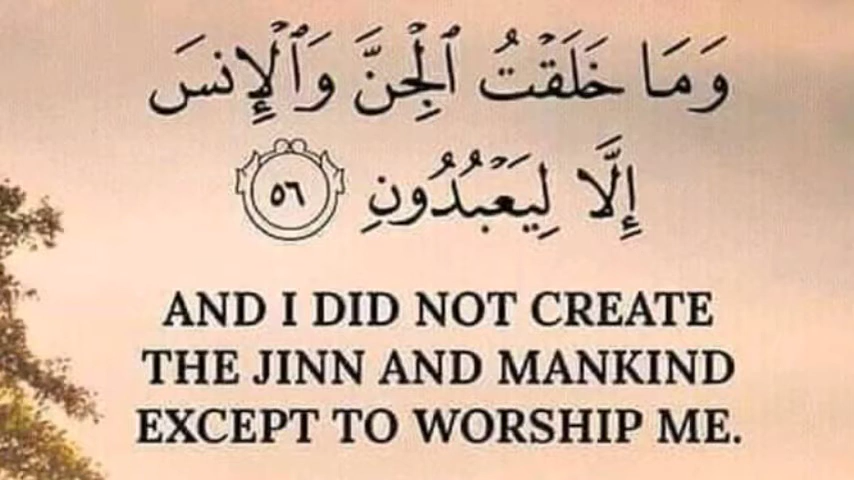 وَمَا خَلَقْتُ ٱلْجِنَّ وَٱلْإِنسَ
إِلَّا لِيَعْبُدُونِ ٥٦
AND I DID NOT CREATE
THE JINN AND MANKIND
EXCEPT TO WORSHIP ME.